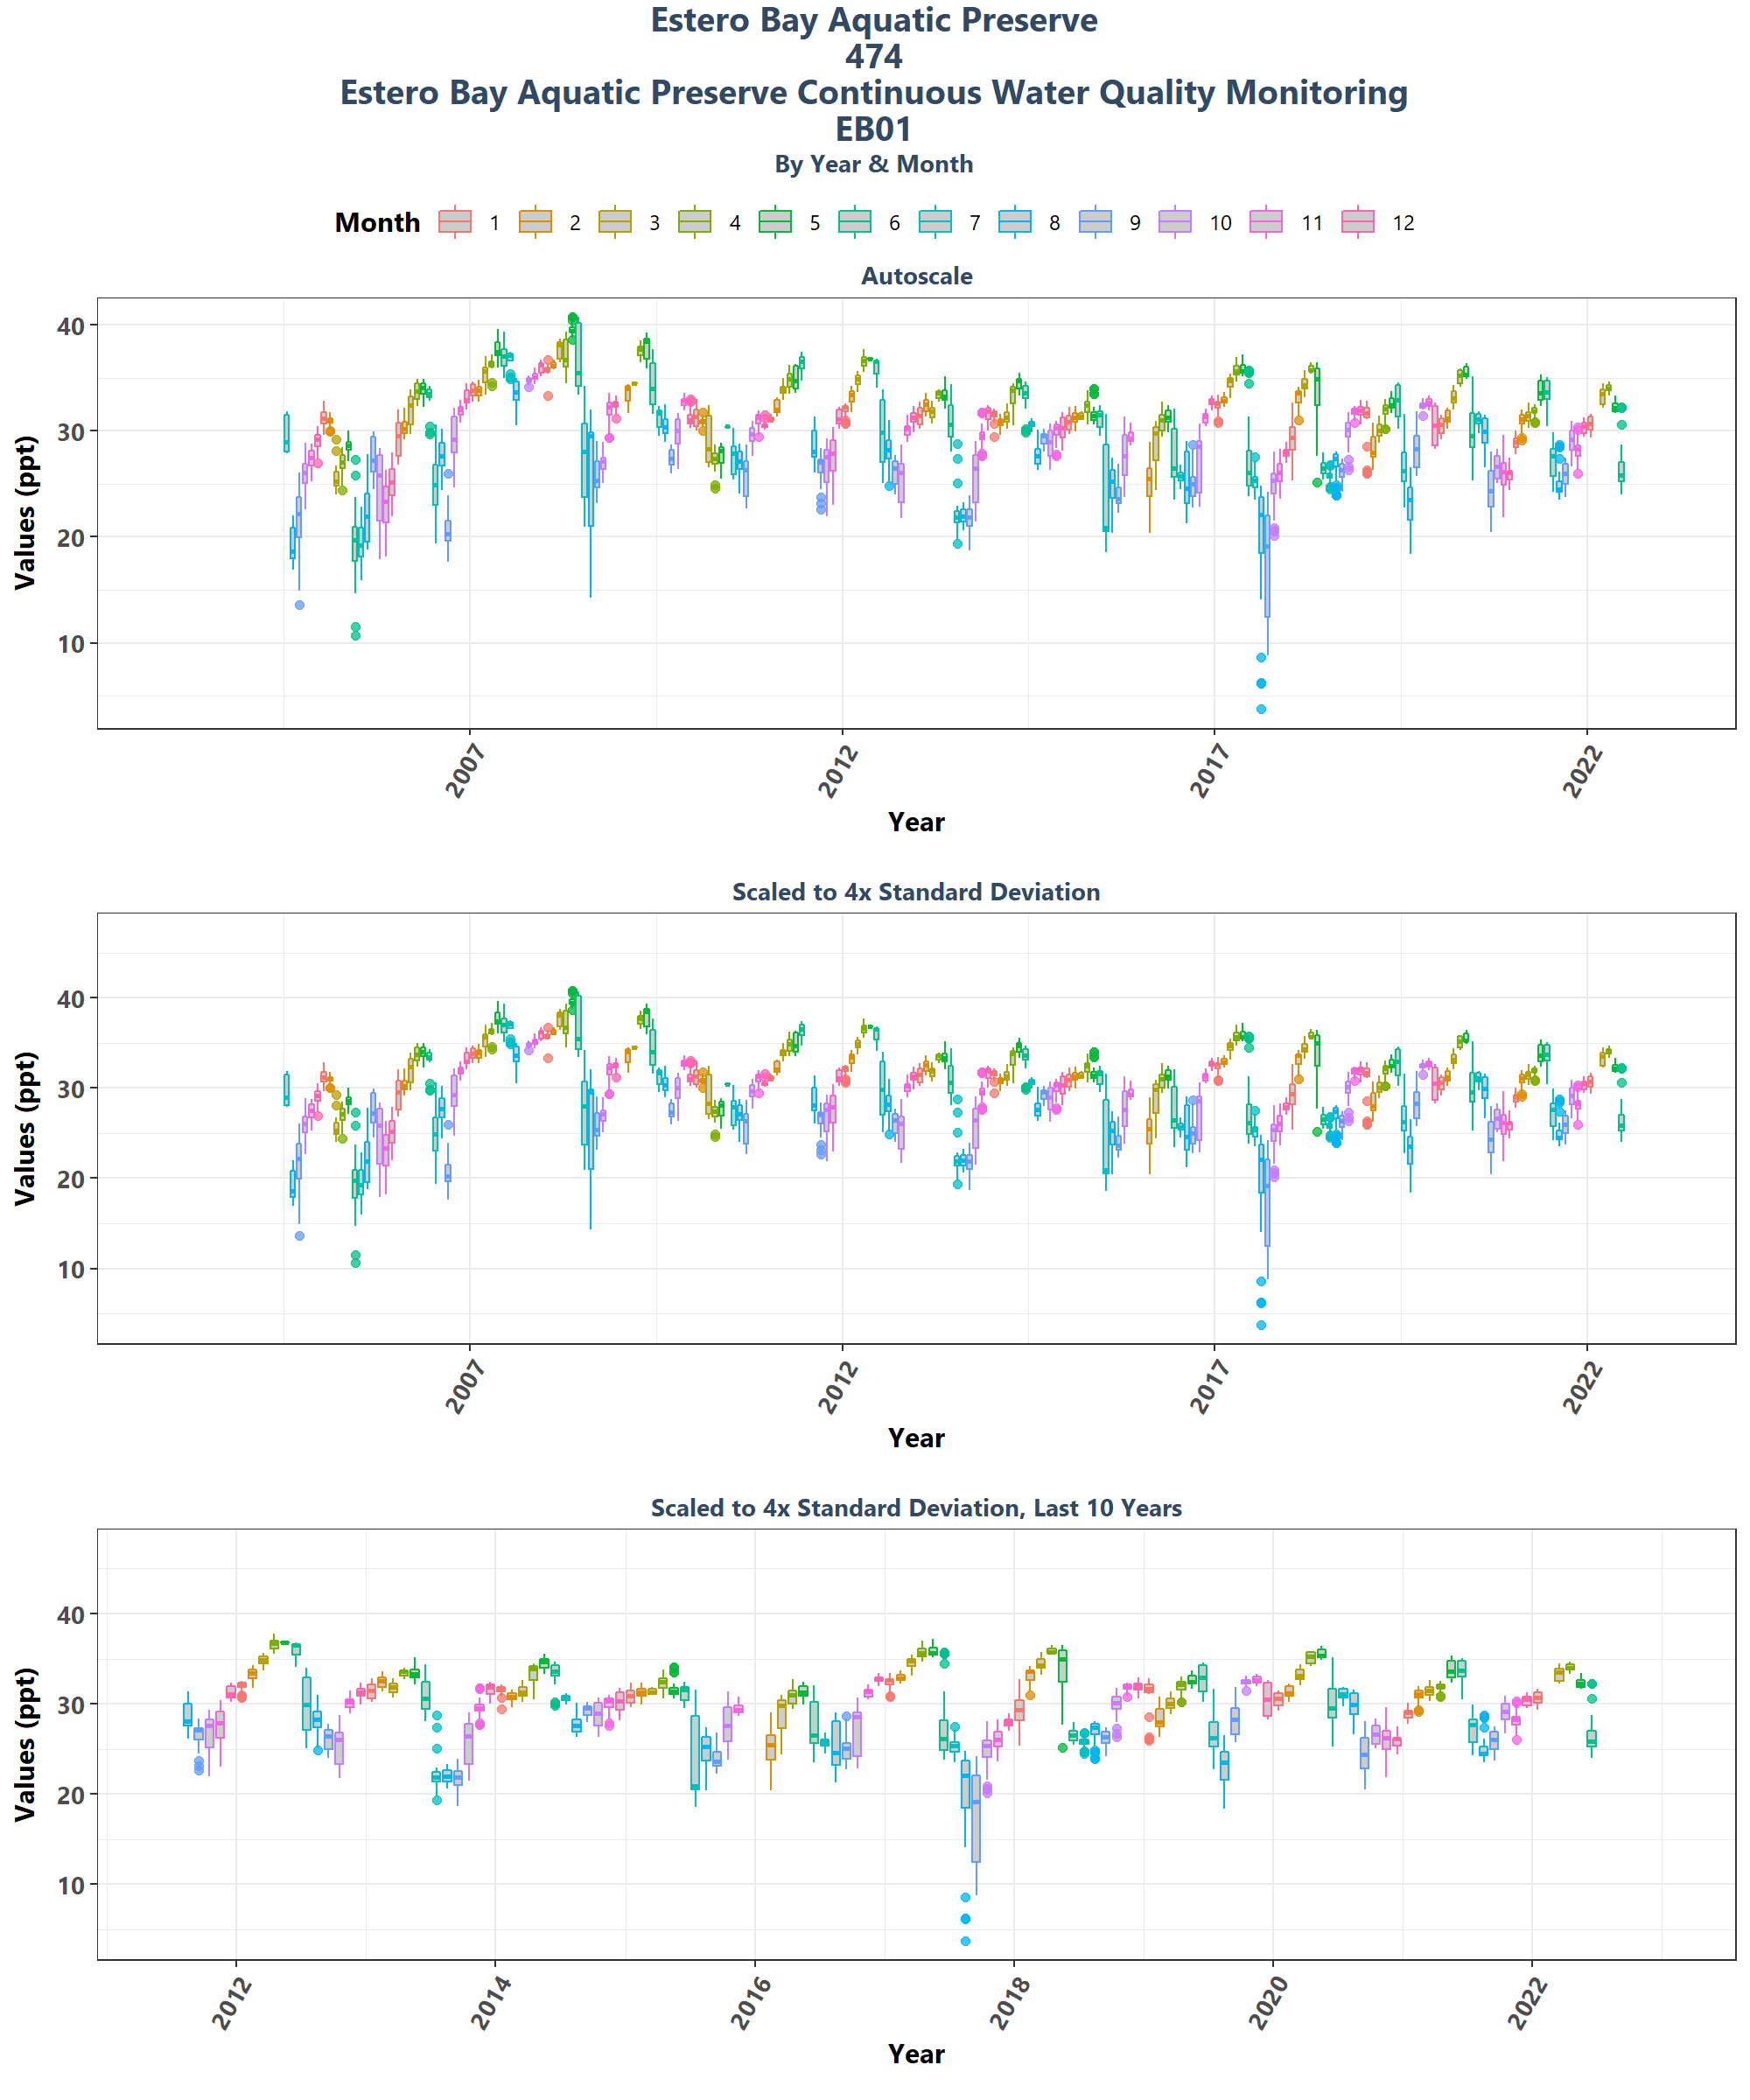 Estero Bay Aquatic Preserve
474
Estero Bay Aquatic Preserve Continuous Water Quality Monitoring
EB01
By Year & Month
Month 1 2 3 4 5 6 7 8 9 10 11 12
Autoscale
Values (ppt)
40
30
20
10
2007 2012 2017 2022
Year
Scaled to 4x Standard Deviation
Values (ppt)
40
30
20
10
2007 2012 2017 2022
Year
Scaled to 4x Standard Deviation, Last 10 Years
Values (ppt)
40
30
20
10
2012 2014 2016 2018 2020 2022
Year